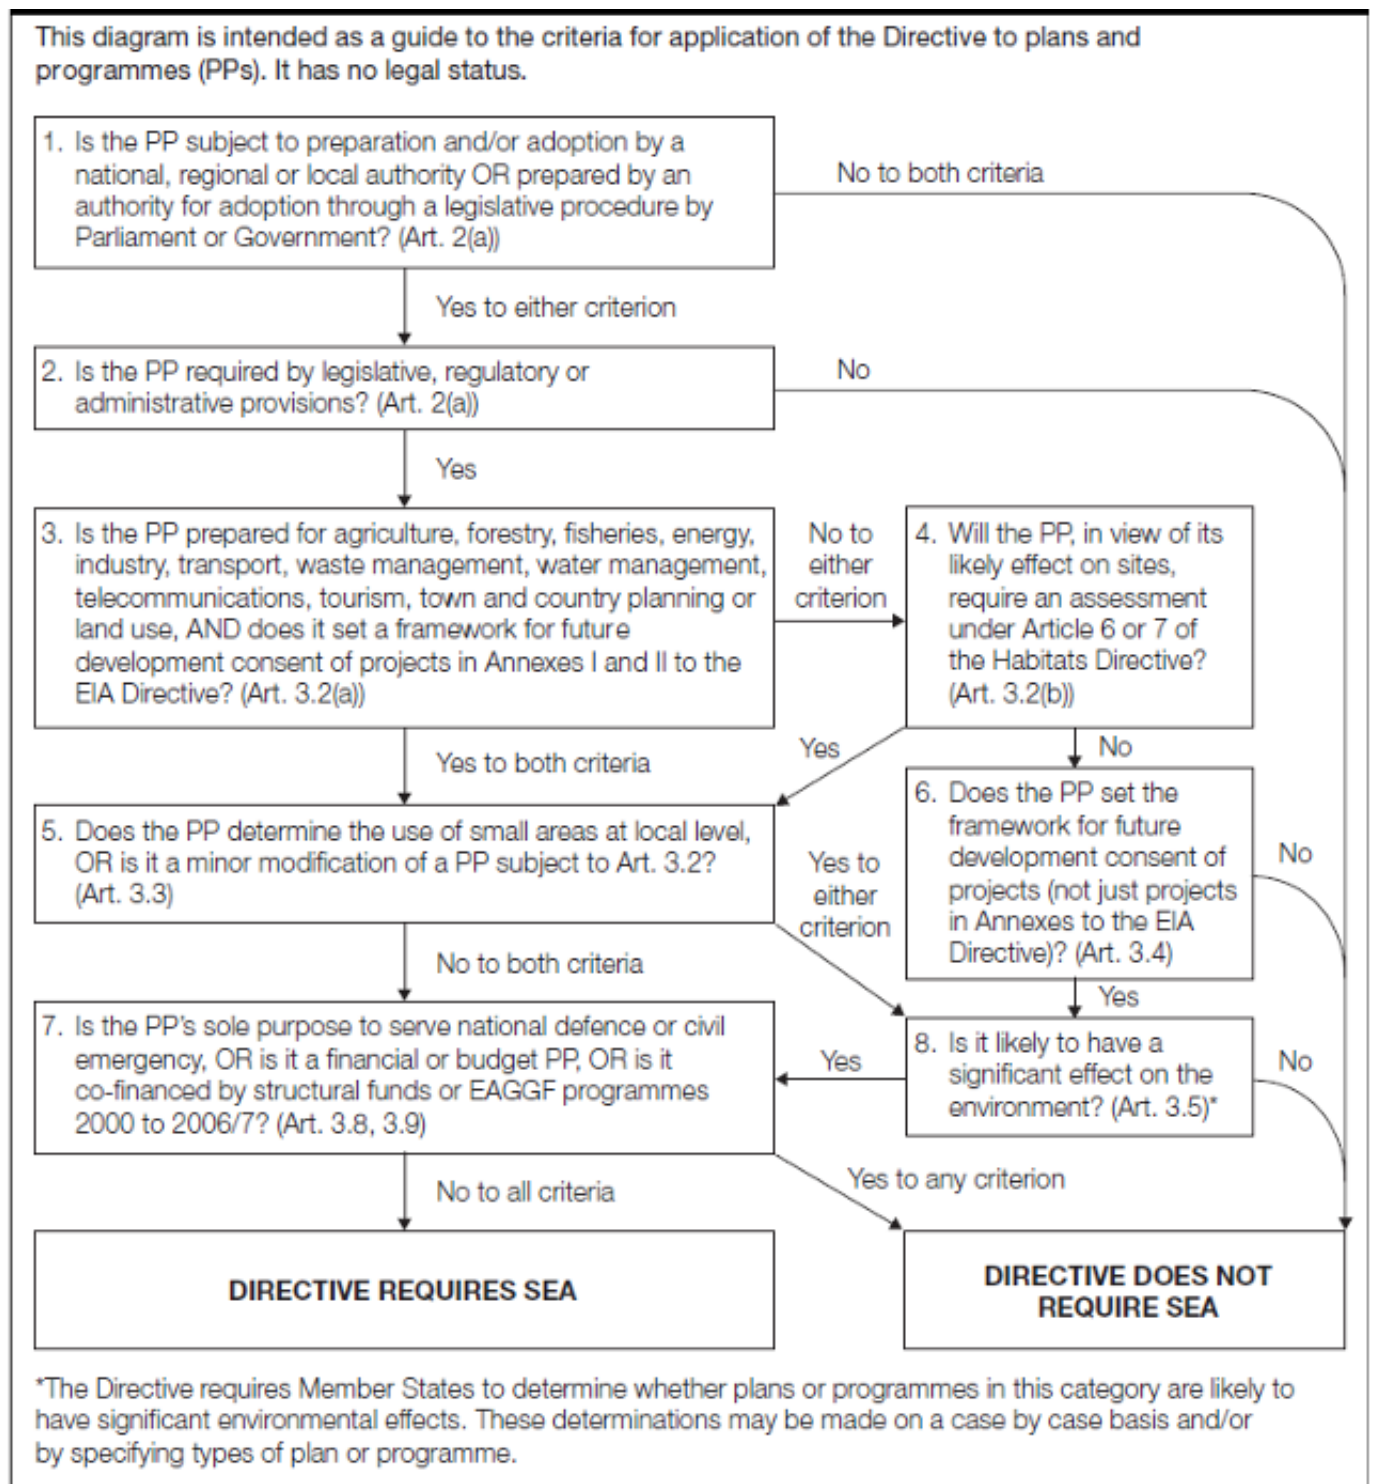 This diagram is intended as a guide to the criteria for application of the Directive to plans and
programmes (PPs). It has no legal status.
1. Is the PP subject to preparation and/or adoption by a
national, regional or local authority OR prepared by an
authority for adoption through a legislative procedure by
Parliament or Government? (Art. 2(a))
No to both criteria
Yes to either criterion
2. Is the PP required by legislative, regulatory or
administrative provisions? (Art. 2(a))
No
Yes
3. Is the PP prepared for agriculture, forestry, fisheries, energy,
industry, transport, waste management, water management,
telecommunications, tourism, town and country planning or
land use, AND does it set a framework for future
development consent of projects in Annexes I and II to the
EIA Directive? (Art. 3.2(a))
No to
either
criterion
4. Will the PP, in view of its
likely effect on sites,
require an assessment
under Article 6 or 7 of
the Habitats Directive?
(Art. 3.2(b))
Yes to both criteria
Yes
No
5. Does the PP determine the use of small areas at local level,
OR is it a minor modification of a PP subject to Art. 3.2?
(Art. 3.3)
Yes to
either
criterion
6. Does the PP set the
framework for future
development consent of
projects (not just projects
in Annexes to the EIA
Directive)? (Art. 3.4)
No
No to both criteria
Yes
7. Is the PP's sole purpose to serve national defence or civil
emergency, OR is it a financial or budget PP, OR is it
co-financed by structural funds or EAGGF programmes
2000 to 2006/7? (Art. 3.8, 3.9)
Yes
8. Is it likely to have a
significant effect on the
environment? (Art. 3.5)*
No
No to all criteria
Yes to any criterion
DIRECTIVE REQUIRES SEA
DIRECTIVE DOES NOT
REQUIRE SEA
*The Directive requires Member States to determine whether plans or programmes in this category are likely to
have significant environmental effects. These determinations may be made on a case by case basis and/or
by specifying types of plan or programme.